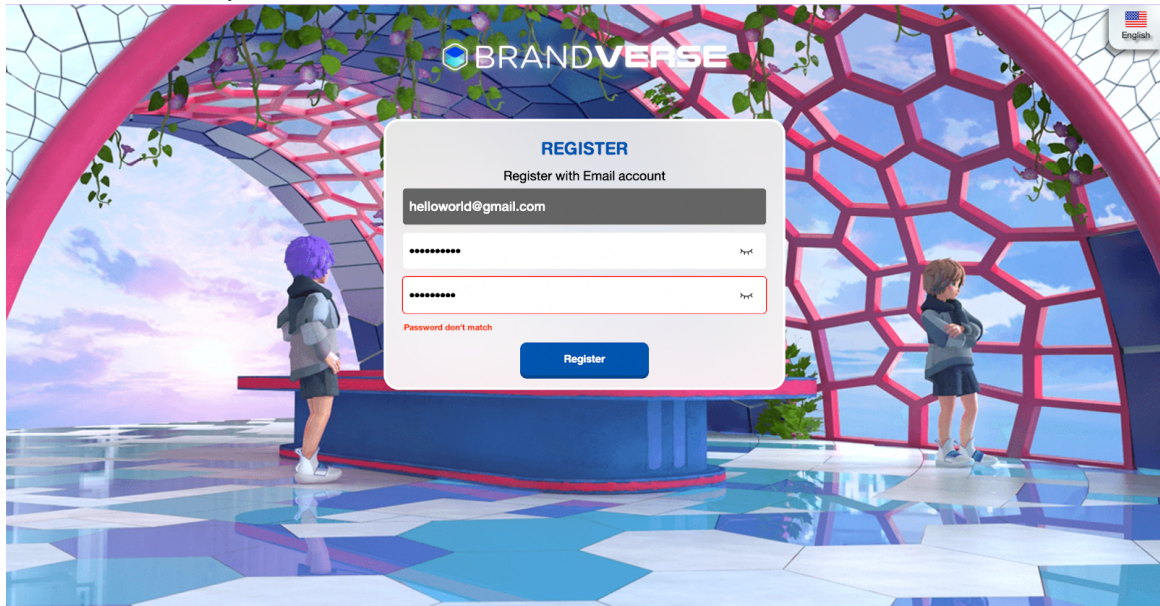 English
BRANDVERSE
REGISTER
Register with Email account
helloworld@gmail.com
••••••••••
•••••••••
Password don't match
Register